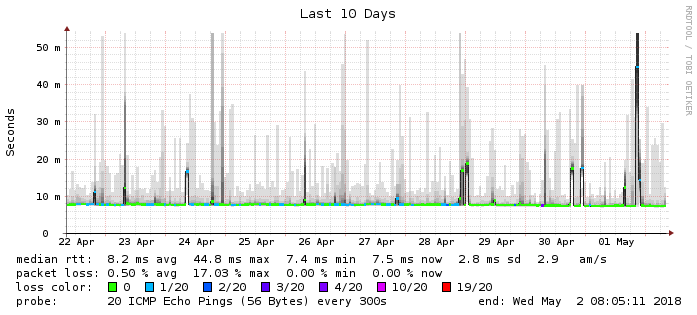 Last 10 Days
RRDTOOL / TOBI OETIKER
Seconds
50 m
40 m
30 m
20 m
10 m
0
22 Apr 23 Apr 24 Apr 25 Apr 26 Apr 27 Apr 28 Apr 29 Apr 30 Apr 01 May
median rtt: 8.2 ms avg 44.8 ms max 7.4 ms min 7.5 ms now 2.8 ms sd 2.9 am/s
packet loss: 0.50 % avg 17.03 % max 0.00 % min 0.00 % now
loss color: 0 1/20 2/20 3/20 4/20 10/20 19/20
probe: 20 ICMP Echo Pings (56 Bytes) every 300s end: Wed May 2 08:05:11 2018